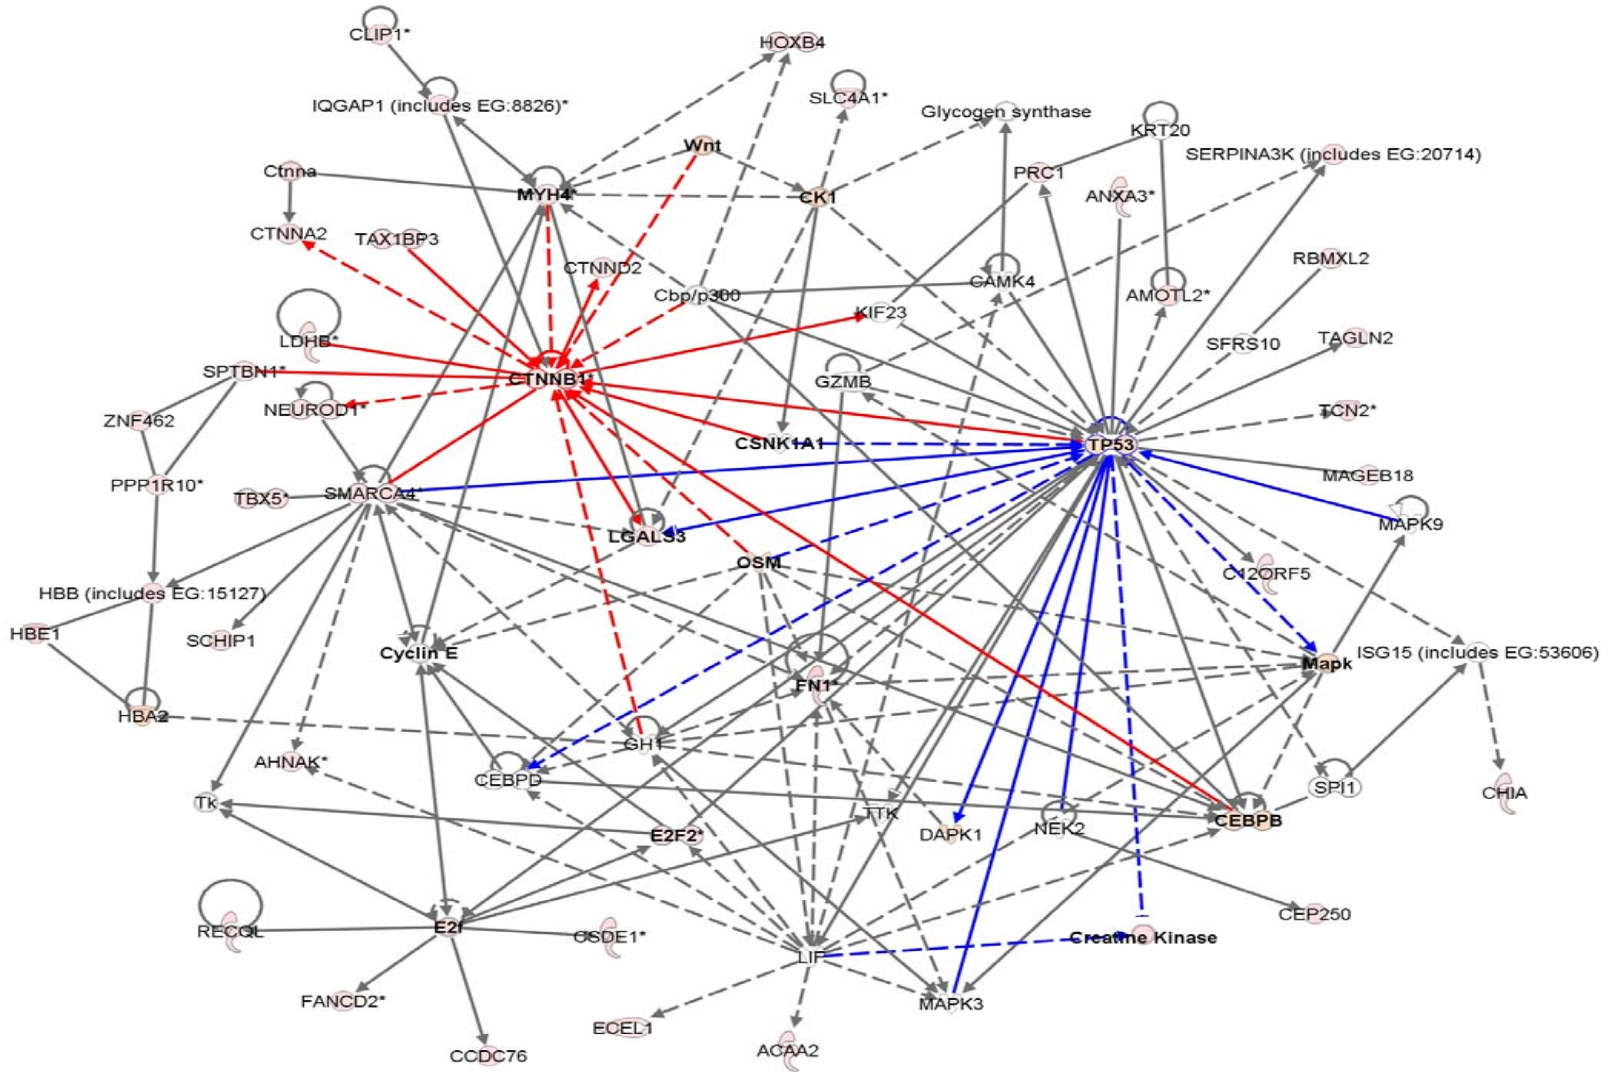 CLIP1*
HOXB4
IQGAP1 (includes EG:8826)*
SLC4A1*
Glycogen synthase
KRT20
Wnt
SERPINA3K (includes EG:20714)
Ctnna
PRC1
MYH4*
CK1
ANXA3*
CTNNA2
TAX1BP3
CTNND2
RBMXL2
Cbp/p300
CAMK4
AMOTL2*
KIF23
LDHB*
SFRS10
TAGLN2
SPTBN1*
CTNNB1*
GZMB
NEUROD1*
TCN2*
ZNF462
CSNK1A1
TP53
PPP1R10*
TBX5*
SMARCA4*
MAGEB18
MAPK9
LGALS3
OSM
C12ORF5
HBB (includes EG:15127)
HBE1
SCHIP1
Cyclin E
ISG15 (includes EG:53606)
Mapk
FN1*
HBA2
GH1
AHNAK*
CEBPD
SPI1
CHIA
Tk
TTK
E2F2*
DAPK1
NEK2
CEBPB
CEP250
RECQL
E2f
CSDE1*
Creatine Kinase
LIF
FANCD2*
MAPK3
ECEL1
CCDC76
ACAA2